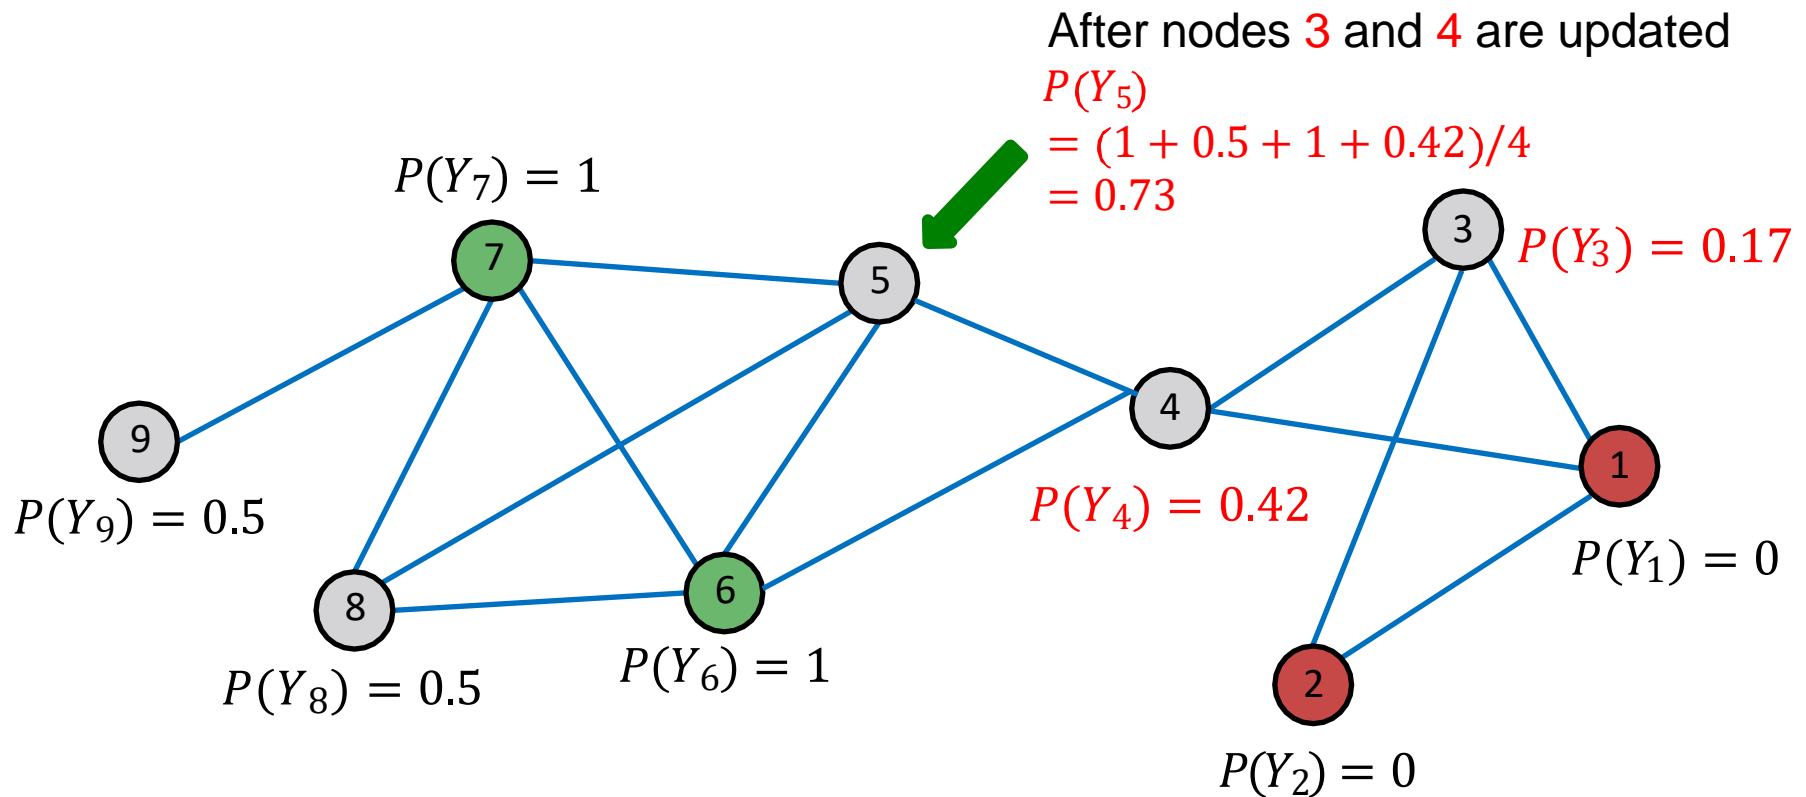 After nodes 3 and 4 are updated
P(Y₅)
= (1 + 0.5 + 1 + 0.42)/4
= 0.73
P(Y₇) = 1
7
5
3
P(Y₃) = 0.17
9
4
1
P(Y₉) = 0.5
P(Y₄) = 0.42
P(Y₁) = 0
8
6
P(Y₈) = 0.5
P(Y₆) = 1
2
P(Y₂) = 0